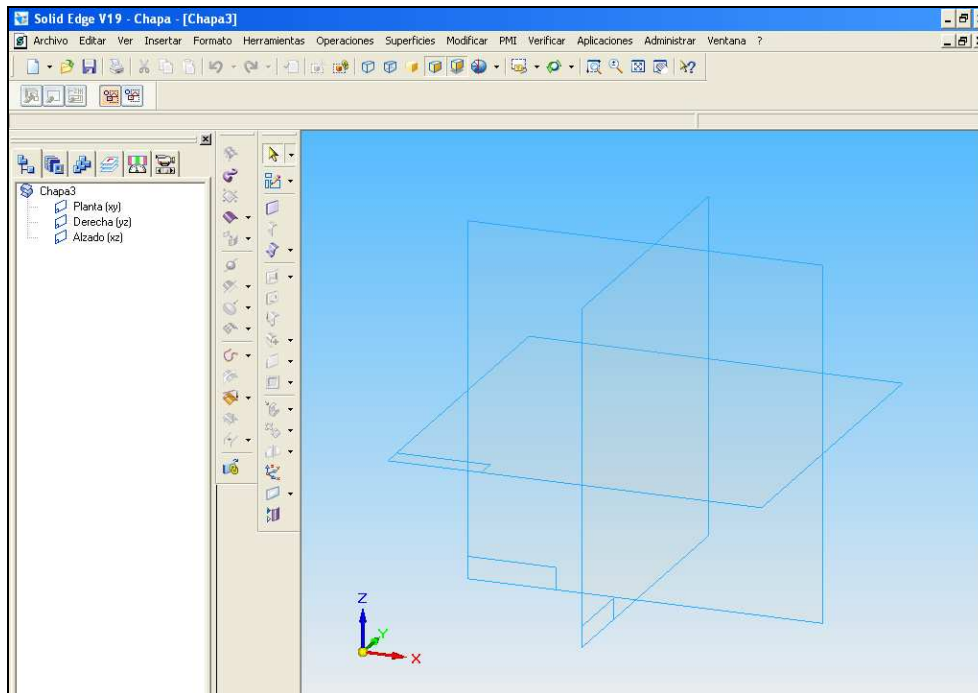 Solid Edge V19 - Chapa - [Chapa3]
Archivo Editar Ver Insertar Formato Herramientas Operaciones Superficies Modificar PMI Verificar Aplicaciones Administrar Ventana ?
Chapa3
Planta (xy)
Derecha (yz)
Alzado (xz)
Z
Y
X